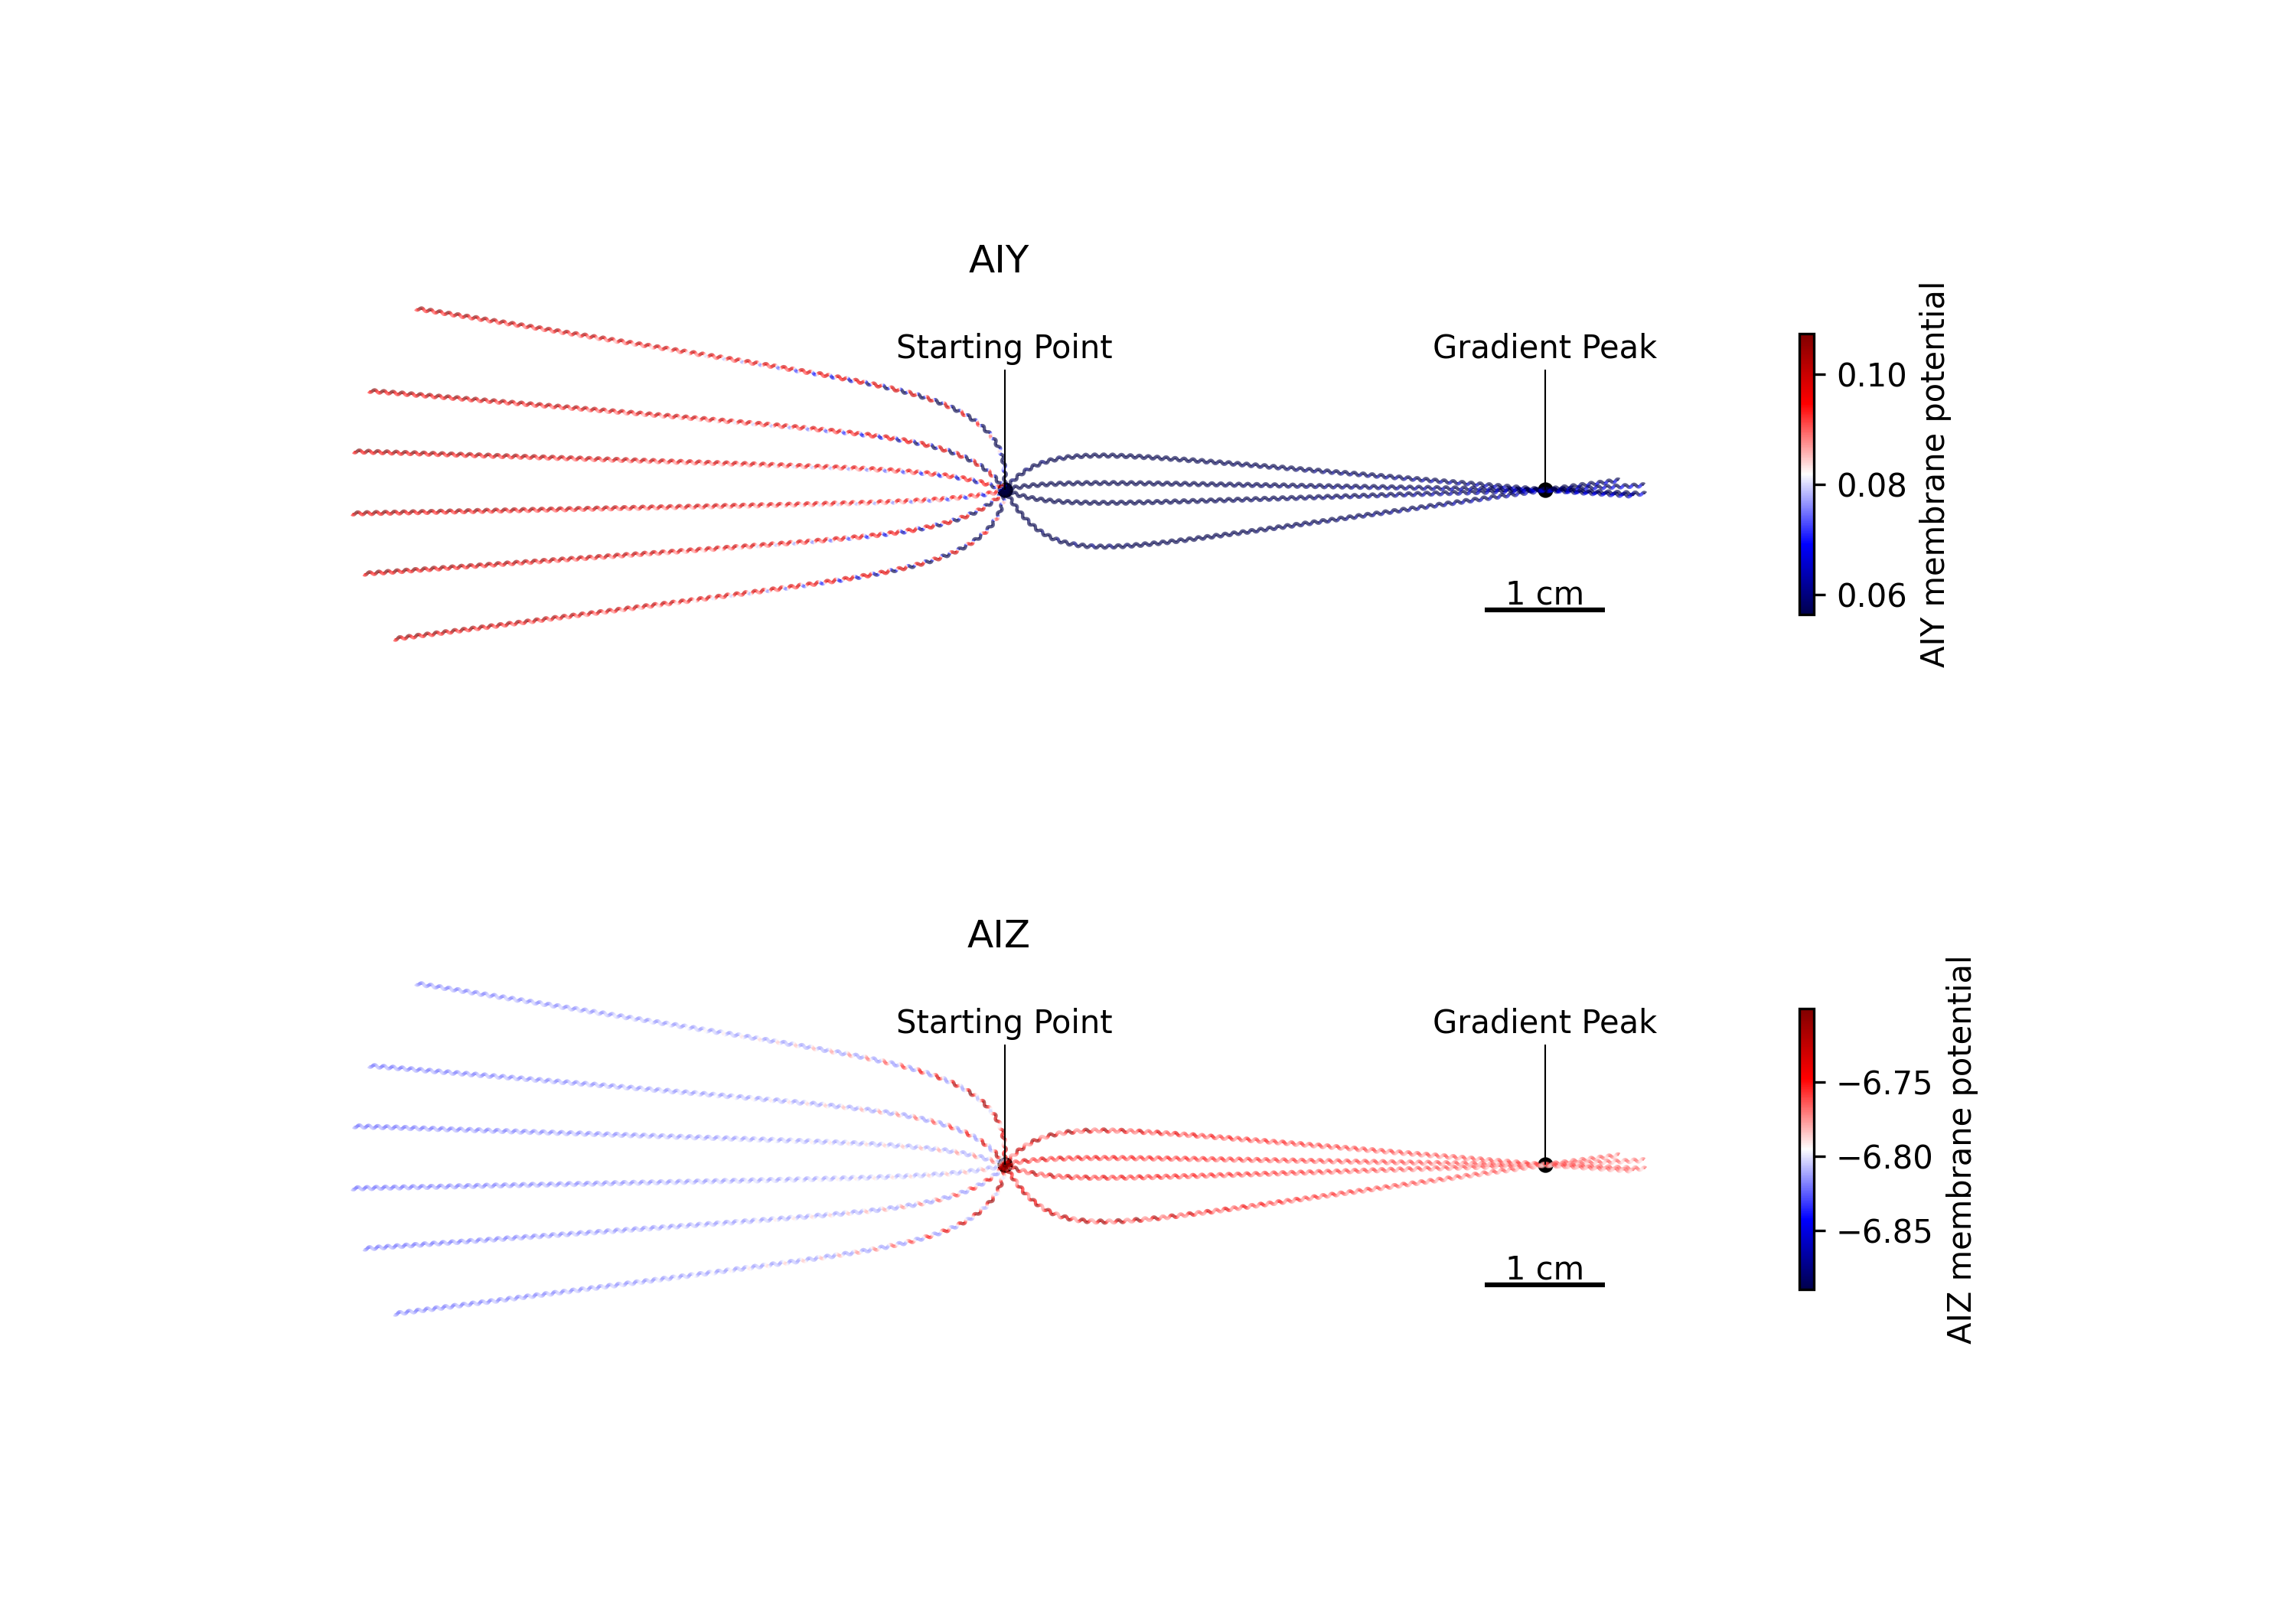 AIY
Starting Point
Gradient Peak
1 cm
0.10
0.08
0.06
AIY membrane potential
AIZ
Starting Point
Gradient Peak
1 cm
−6.75
−6.80
−6.85
AIZ membrane potential